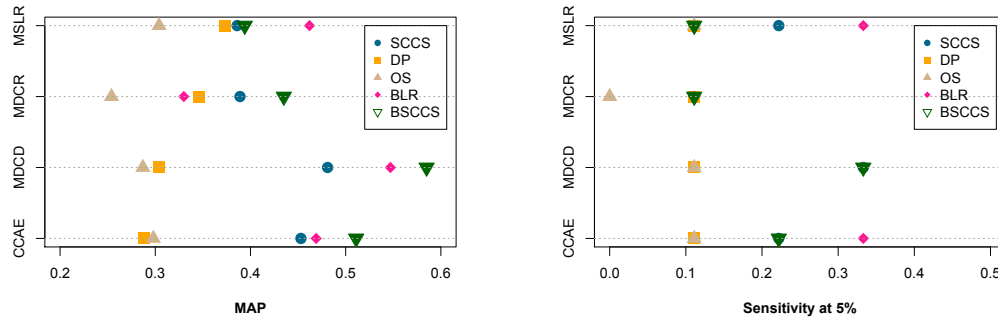 MSLR
MDCR
MDCD
CCAE
SCCS
DP
OS
BLR
BSCCS
0.2 0.3 0.4 0.5 0.6
MAP
MSLR
MDCR
MDCD
CCAE
SCCS
DP
OS
BLR
BSCCS
0.0 0.1 0.2 0.3 0.4 0.5
Sensitivity at 5%